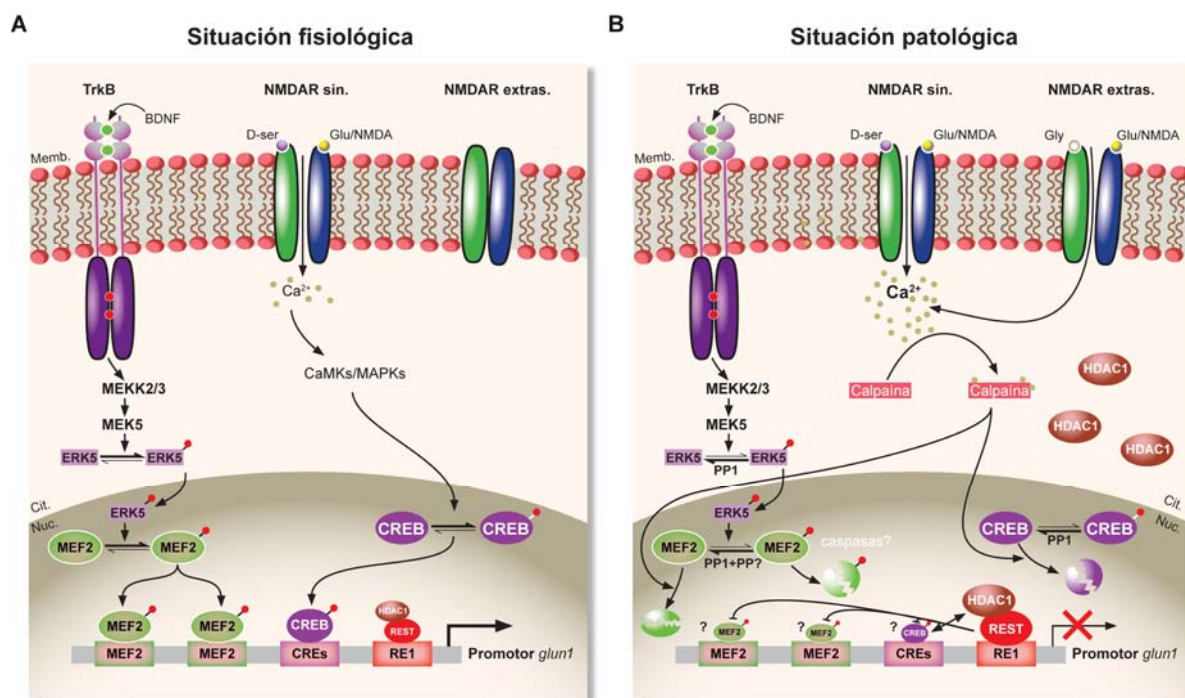 A
Situación fisiológica
TrkB
NMDAR sin.
NMDAR extras.
BDNF
D-ser
Glu/NMDA
Memb.
Ca2+
CaMKs/MAPKs
MEKK2/3
MEK5
ERK5
ERK5
Cit.
Nuc.
ERK5
MEF2
MEF2
CREB
CREB
MEF2
MEF2
CREB
HDAC1
REST
MEF2
MEF2
CREs
RE1
Promotor glun1
B
Situación patológica
TrkB
NMDAR sin.
NMDAR extras.
BDNF
D-ser
Glu/NMDA
Gly
Glu/NMDA
Memb.
Ca2+
HDAC1
MEKK2/3
Calpaína
Calpaína
MEK5
HDAC1
HDAC1
ERK5
ERK5
PP1
Cit.
Nuc.
ERK5
CREB
CREB
PP1
MEF2
MEF2
caspasas?
PP1+PP?
HDAC1
?
MEF2
?
MEF2
?
CREB
REST
MEF2
MEF2
CREs
RE1
Promotor glun1